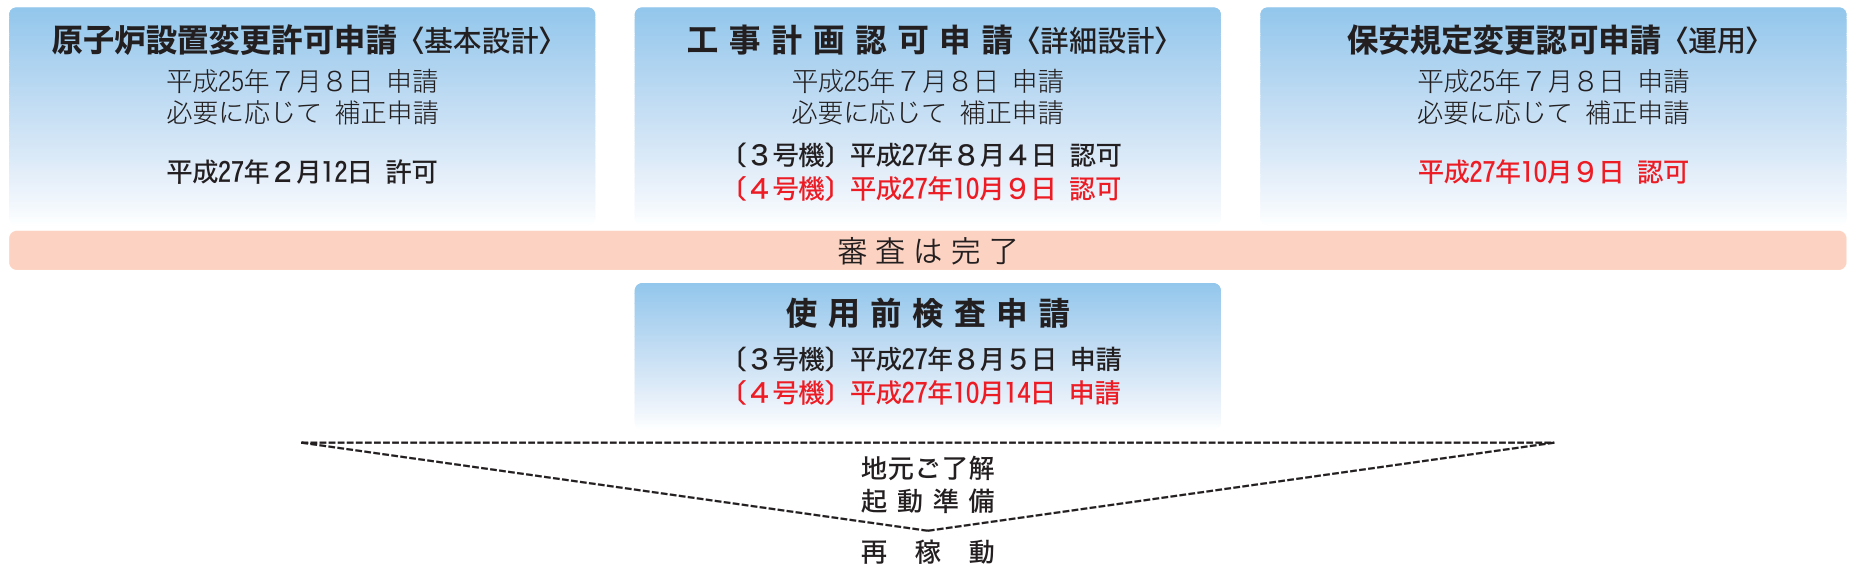 原子炉設置変更許可申請〈基本設計〉
平成25年７月８日 申請
必要に応じて 補正申請
平成27年２月12日 許可
工事計画認可申請〈詳細設計〉
平成25年７月８日 申請
必要に応じて 補正申請
〔３号機〕平成27年８月４日 認可
〔４号機〕平成27年10月９日 認可
保安規定変更認可申請〈運用〉
平成25年７月８日 申請
必要に応じて 補正申請
平成27年10月９日 認可
審査は完了
使用前検査申請
〔３号機〕平成27年８月５日 申請
〔４号機〕平成27年10月14日 申請
地元ご了解
起動準備
再稼動